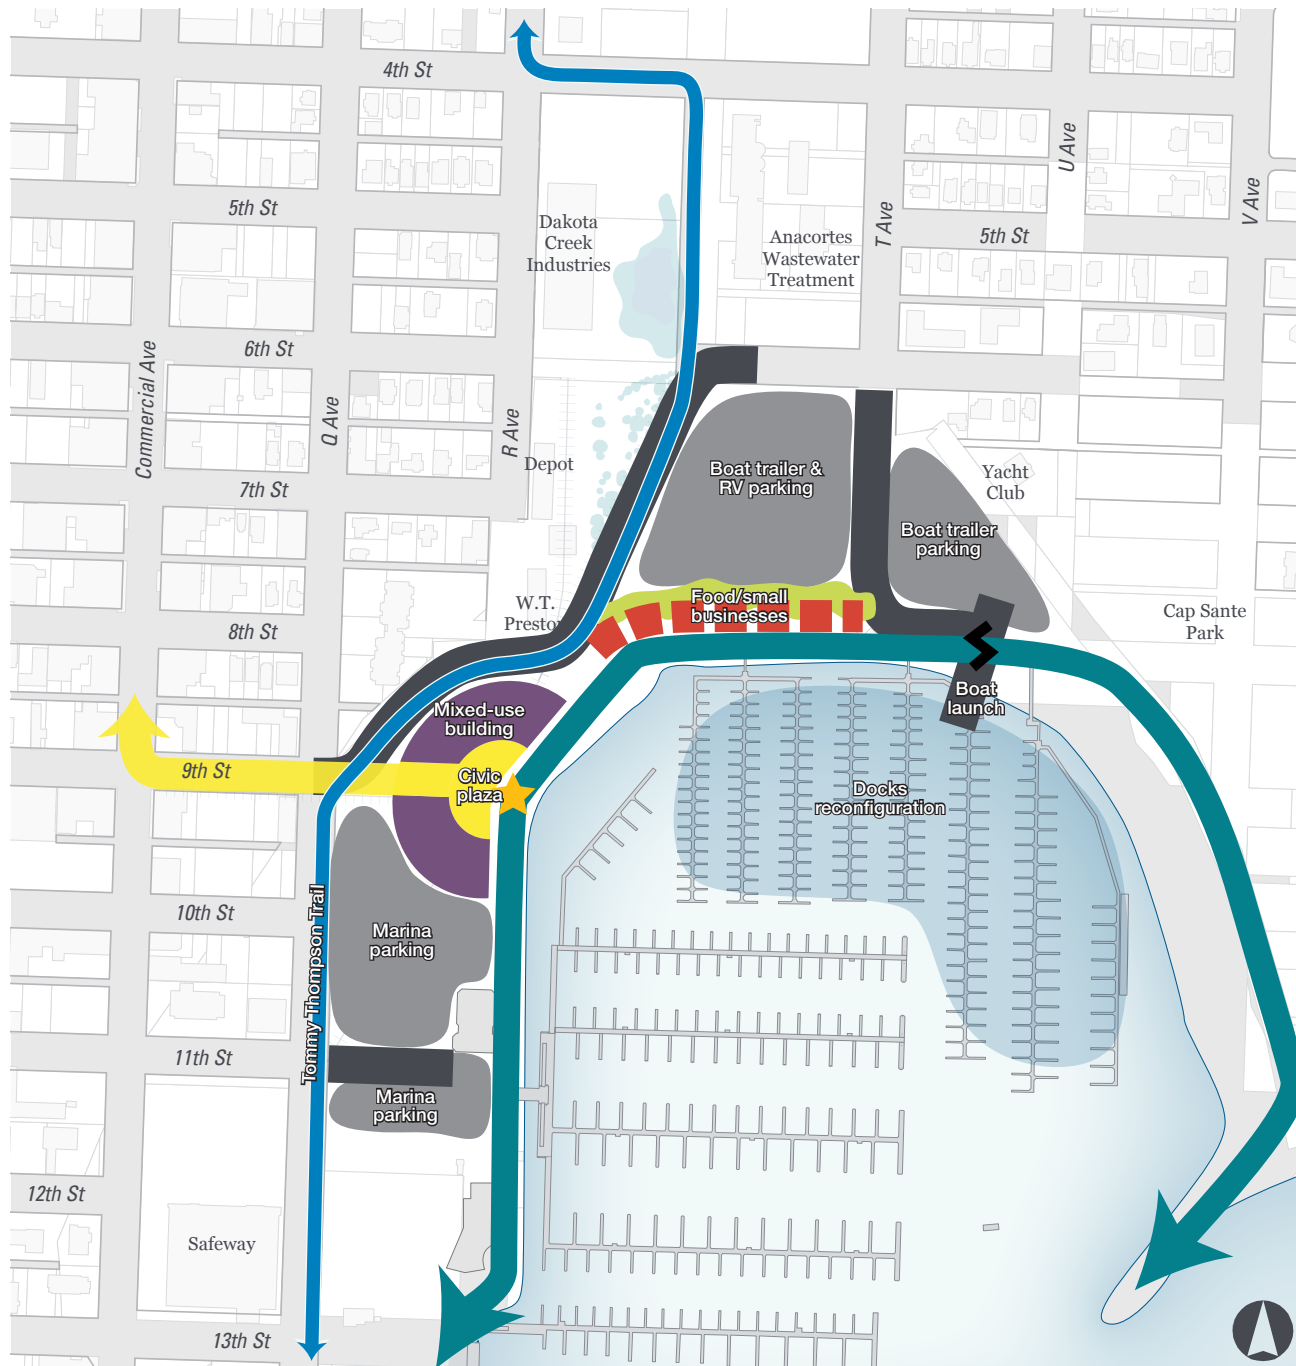 4th St
U Ave
V Ave
5th St
T Ave
5th St
Dakota
Creek
Industries
Anacortes
Wastewater
Treatment
6th St
Commercial Ave
Q Ave
R Ave
Depot
Boat trailer &
RV parking
Yacht
Club
7th St
Boat trailer
parking
W.T.
Preston
Food/small
businesses
Cap Sante
Park
8th St
Boat
launch
Mixed-use
building
9th St
Civic
plaza
Docks
reconfiguration
10th St
Tommy Thompson Trail
Marina
parking
11th St
Marina
parking
12th St
Safeway
13th St